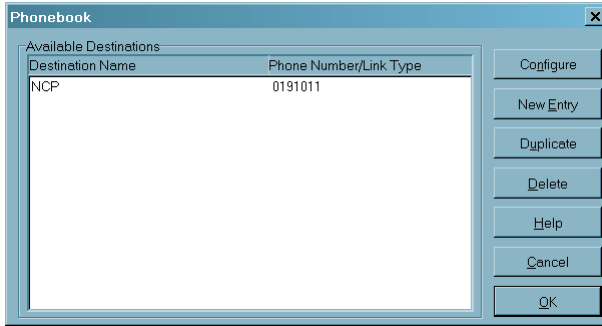 Phonebook
Available Destinations
Destination Name Phone Number/Link Type
NCP 0191011
Configure
New Entry
Duplicate
Delete
Help
Cancel
OK